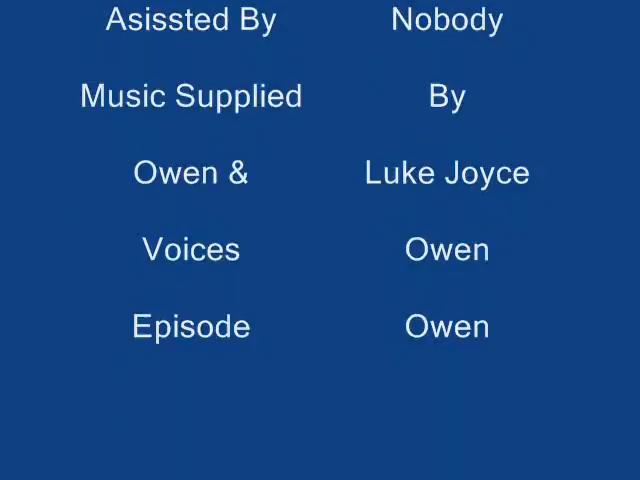 Asissted By Nobody
Music Supplied By
Owen & Luke Joyce
Voices Owen
Episode Owen